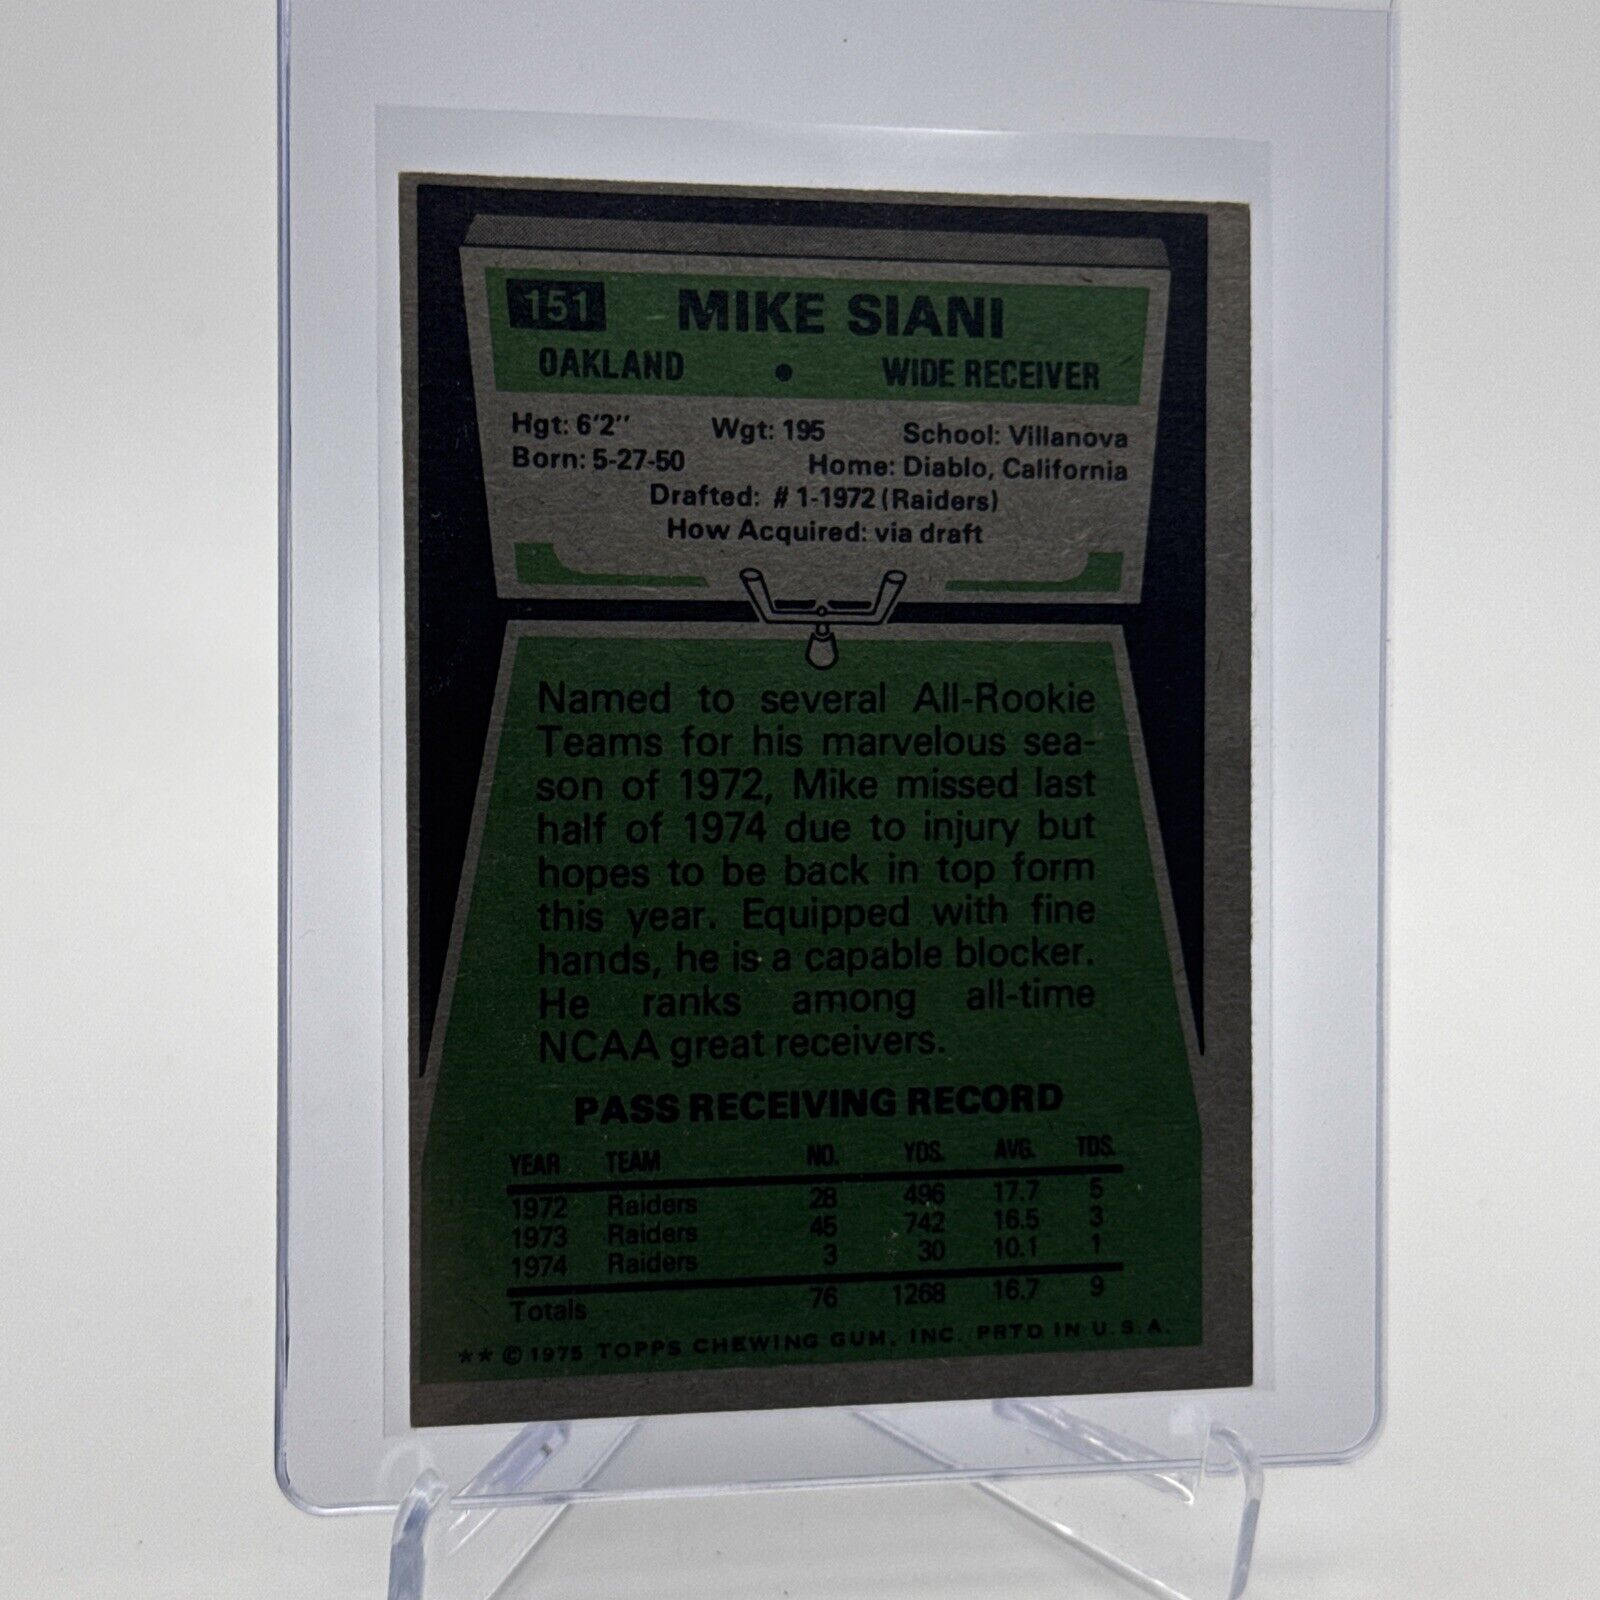 151 MIKE SIANI
OAKLAND • WIDE RECEIVER
Hgt: 6'2" Wgt: 195 School: Villanova
Born: 5-27-50 Home: Diablo, California
Drafted: # 1-1972 (Raiders)
How Acquired: via draft
Named to several All-Rookie
Teams for his marvelous sea-
son of 1972, Mike missed last
half of 1974 due to injury but
hopes to be back in top form
this year. Equipped with fine
hands, he is a capable blocker.
He ranks among all-time
NCAA great receivers.
PASS RECEIVING RECORD
YEAR TEAM NO. YDS. AVG. TDS.
1972 Raiders 28 496 17.7 5
1973 Raiders 45 742 16.5 3
1974 Raiders 3 30 10.1 1
Totals 76 1268 16.7 9
** © 1975 TOPPS CHEWING GUM, INC. PRTD IN U.S.A.